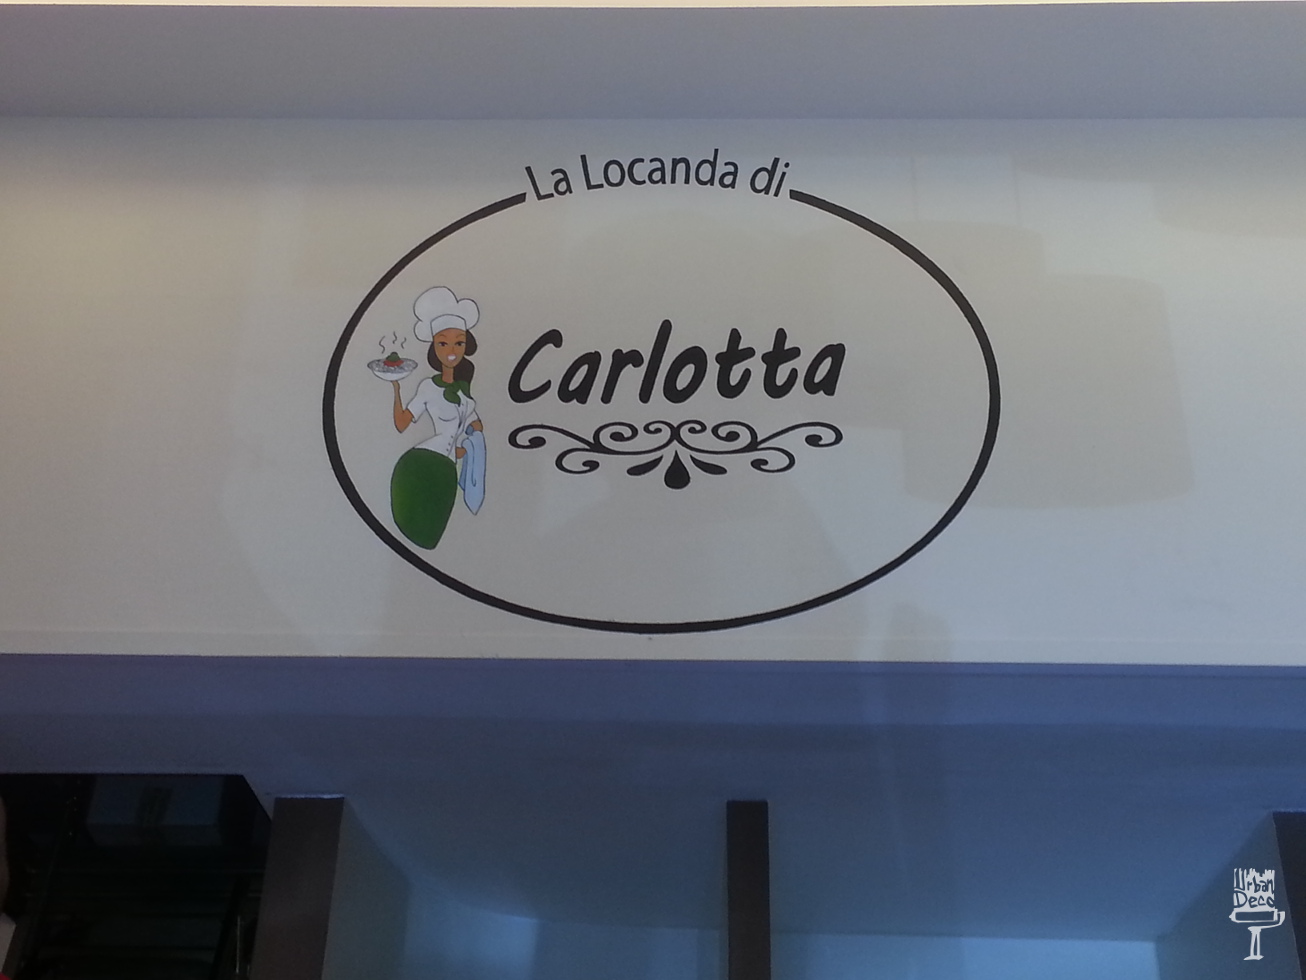 La Locanda di
Carlotta
Urban
Deco